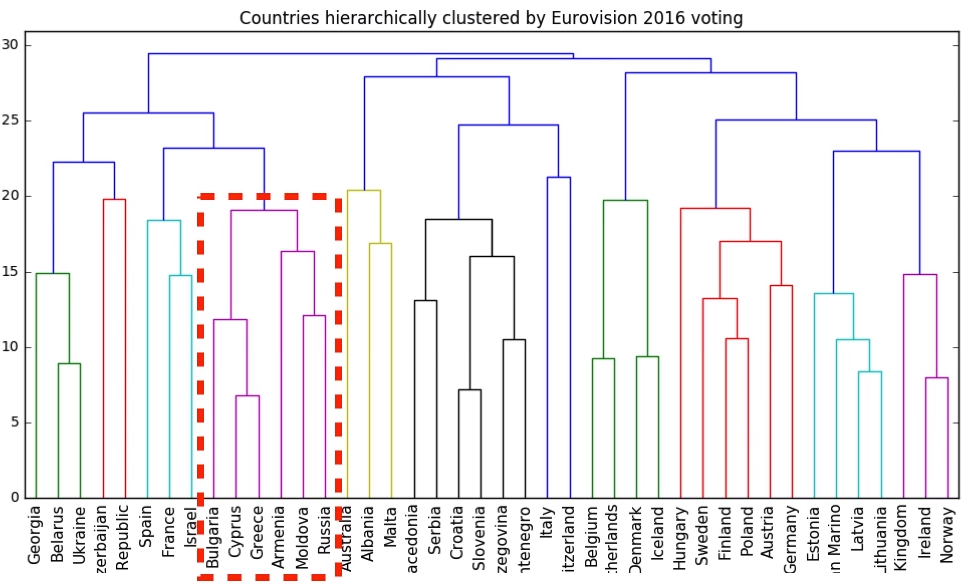 Countries hierarchically clustered by Eurovision 2016 voting
30
25
20
15
10
5
0
Georgia
Belarus
Ukraine
zerbaijan
Republic
Spain
France
Israel
Bulgaria
Cyprus
Greece
Armenia
Moldova
Russia
Australia
Albania
Malta
acedonia
Serbia
Croatia
Slovenia
zegovina
ntenegro
Italy
itzerland
Belgium
therlands
Denmark
Iceland
Hungary
Sweden
Finland
Poland
Austria
Germany
Estonia
n Marino
Latvia
ithuania
Kingdom
Ireland
Norway